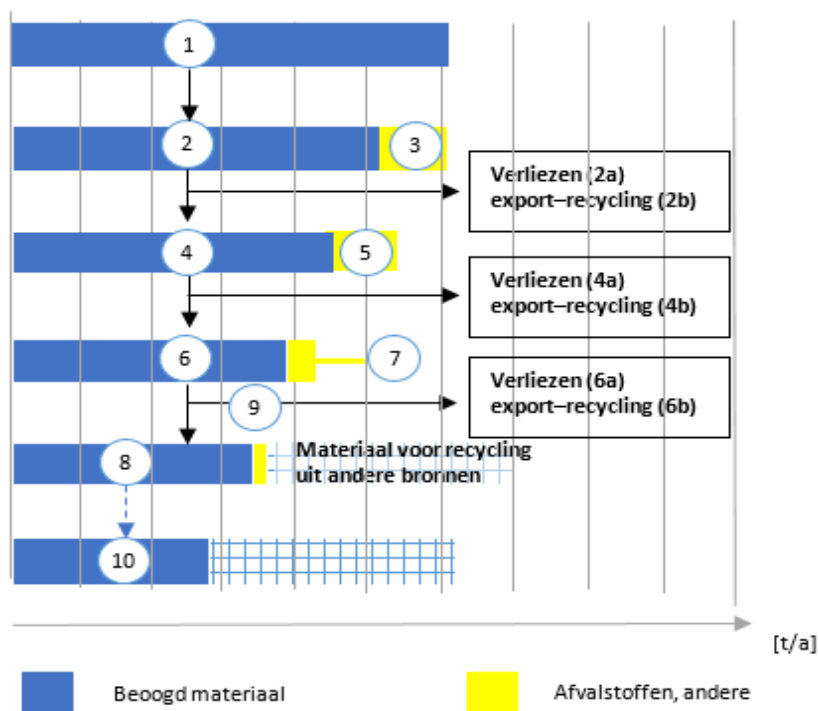 1
2
3
Verliezen (2a)
export–recycling (2b)
4
5
Verliezen (4a)
export–recycling (4b)
6
7
Verliezen (6a)
export–recycling (6b)
9
8
Materiaal voor recycling
uit andere bronnen
10
[t/a]
Beoogd materiaal
Afvalstoffen, andere